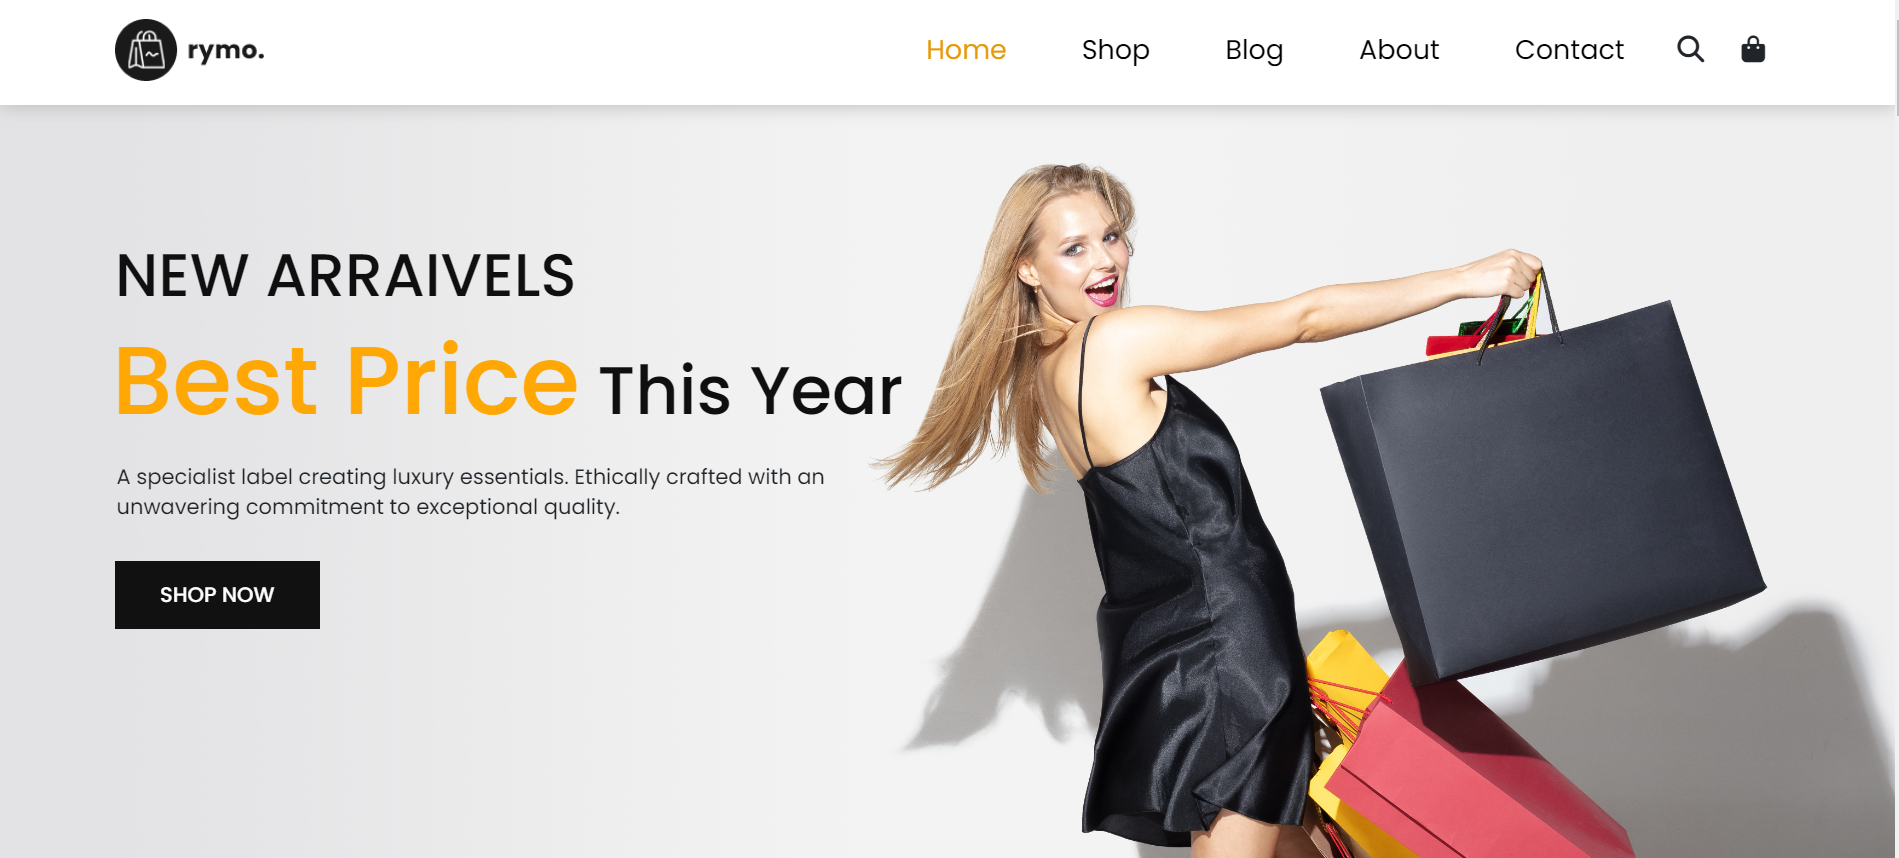 rymo.
Home Shop Blog About Contact
NEW ARRAIVELS
Best Price This Year
A specialist label creating luxury essentials. Ethically crafted with an
unwavering commitment to exceptional quality.
SHOP NOW